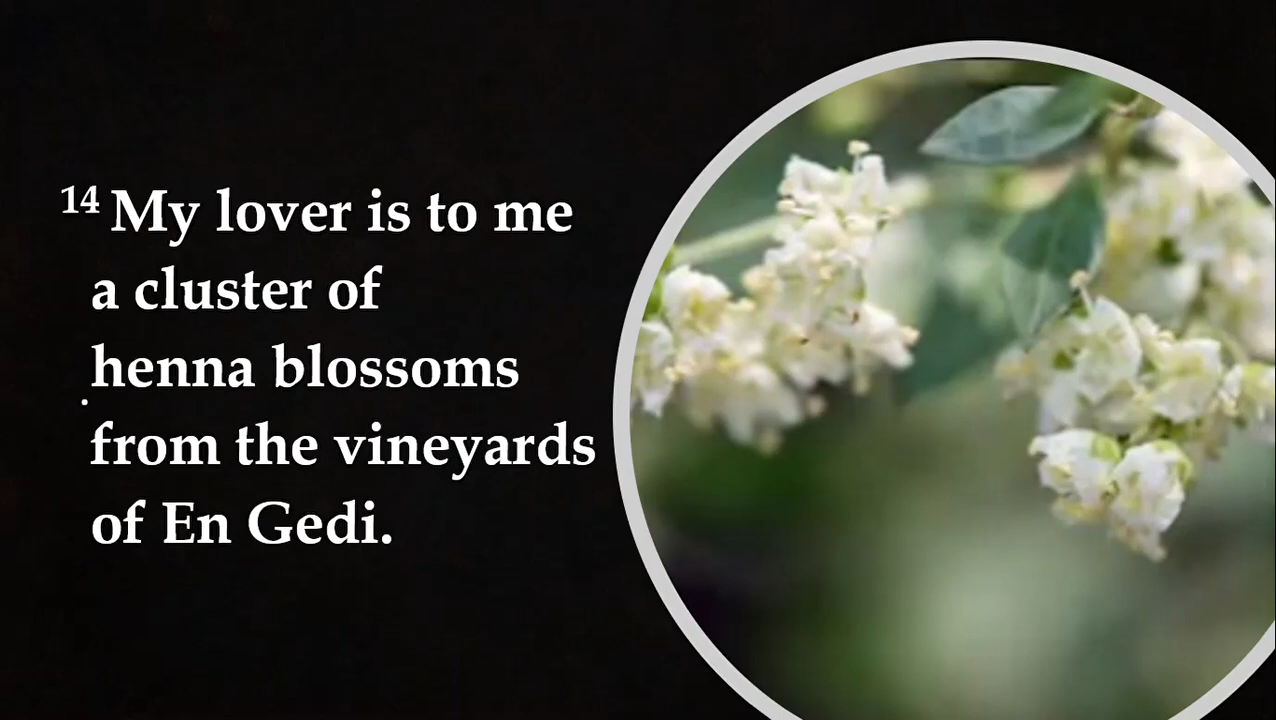 14 My lover is to me
a cluster of
henna blossoms
from the vineyards
of En Gedi.